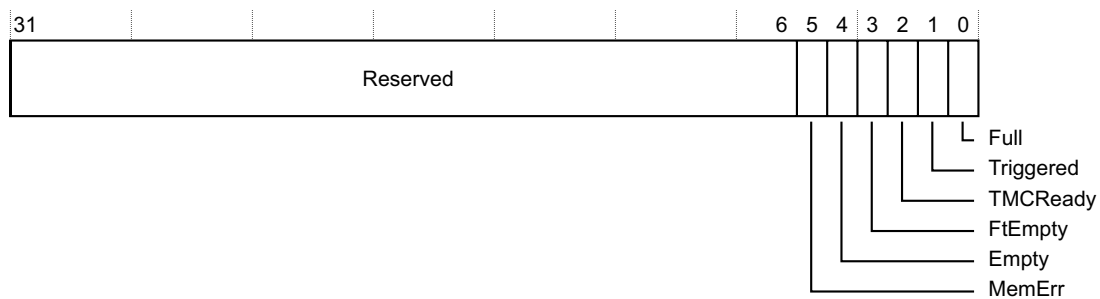 31 6 5 4 3 2 1 0
Reserved
Full
Triggered
TMCReady
FtEmpty
Empty
MemErr